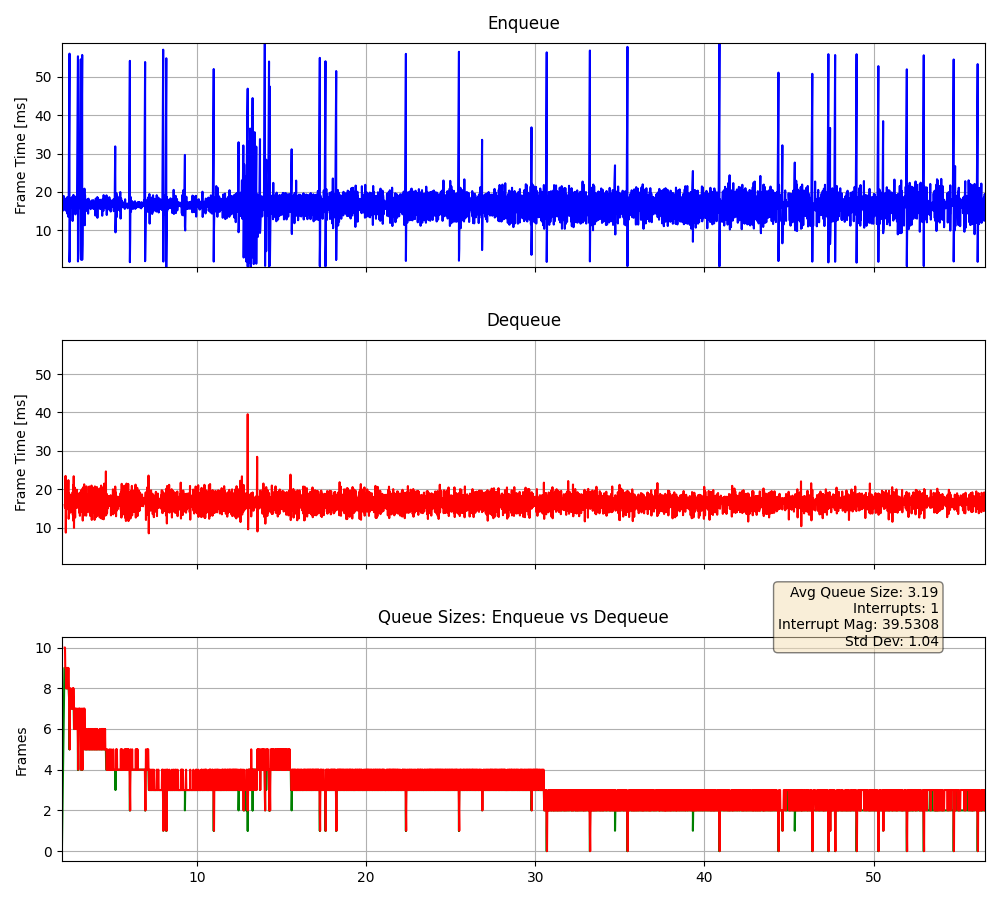 Enqueue
Frame Time [ms]
50
40
30
20
10
Dequeue
Frame Time [ms]
50
40
30
20
10
Avg Queue Size: 3.19
Interrupts: 1
Interrupt Mag: 39.5308
Std Dev: 1.04
Queue Sizes: Enqueue vs Dequeue
Frames
10
8
6
4
2
0
10 20 30 40 50